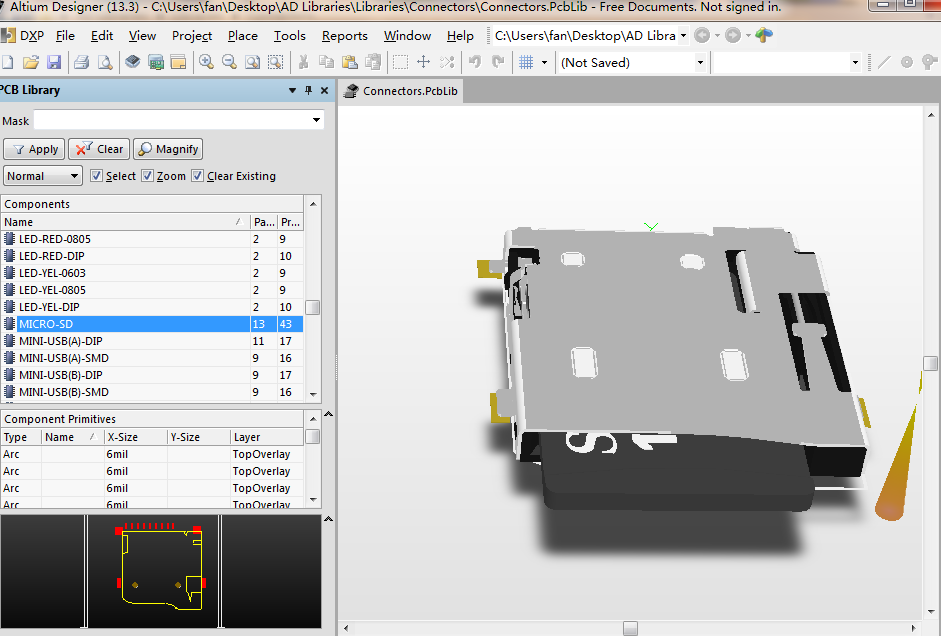 Altium Designer (13.3) - C:\Users\fan\Desktop\AD Libraries\Libraries\Connectors\Connectors.PcbLib - Free Documents. Not signed in.
DXP File Edit View Project Place Tools Reports Window Help C:\Users\fan\Desktop\AD Libra
(Not Saved)
PCB Library
Connectors.PcbLib
Mask
Apply Clear Magnify
Normal Select Zoom Clear Existing
Components
Name / Pa... Pr...
LED-RED-0805 2 9
LED-RED-DIP 2 10
LED-YEL-0603 2 9
LED-YEL-0805 2 9
LED-YEL-DIP 2 10
MICRO-SD 13 43
MINI-USB(A)-DIP 11 17
MINI-USB(A)-SMD 9 16
MINI-USB(B)-DIP 9 17
MINI-USB(B)-SMD 9 16
Component Primitives
Type Name / X-Size Y-Size Layer
Arc 6mil TopOverlay
Arc 6mil TopOverlay
Arc 6mil TopOverlay
Arc 6mil TopOverlay